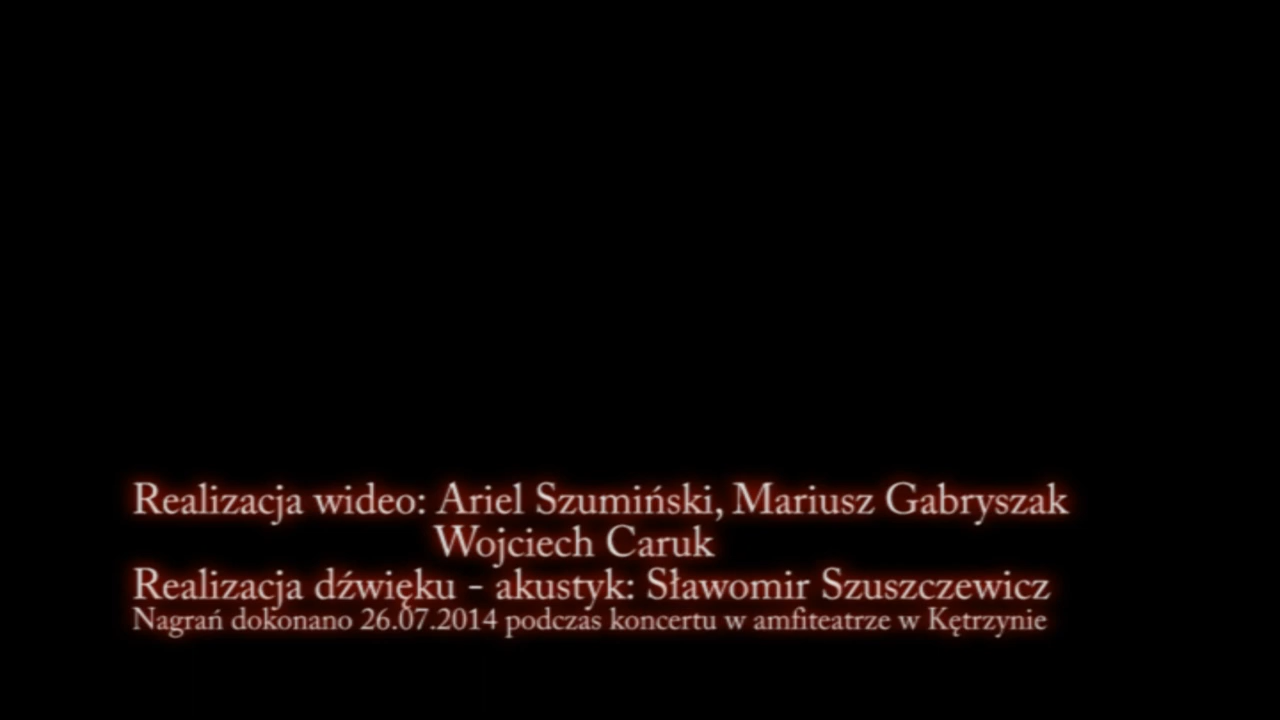 Realizacja wideo: Ariel Szumiński, Mariusz Gabryszak
Wojciech Caruk
Realizacja dźwięku - akustyk: Sławomir Szuszczewicz
Nagrań dokonano 26.07.2014 podczas koncertu w amfiteatrze w Kętrzynie